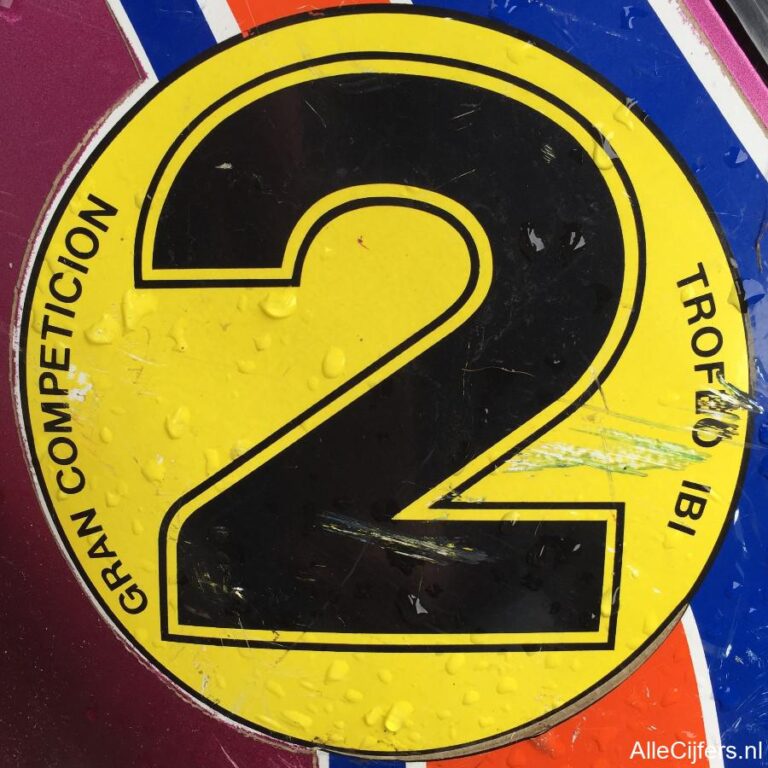 GRAN COMPETICION
2
TROFEO IBI
AlleCijfers.nl